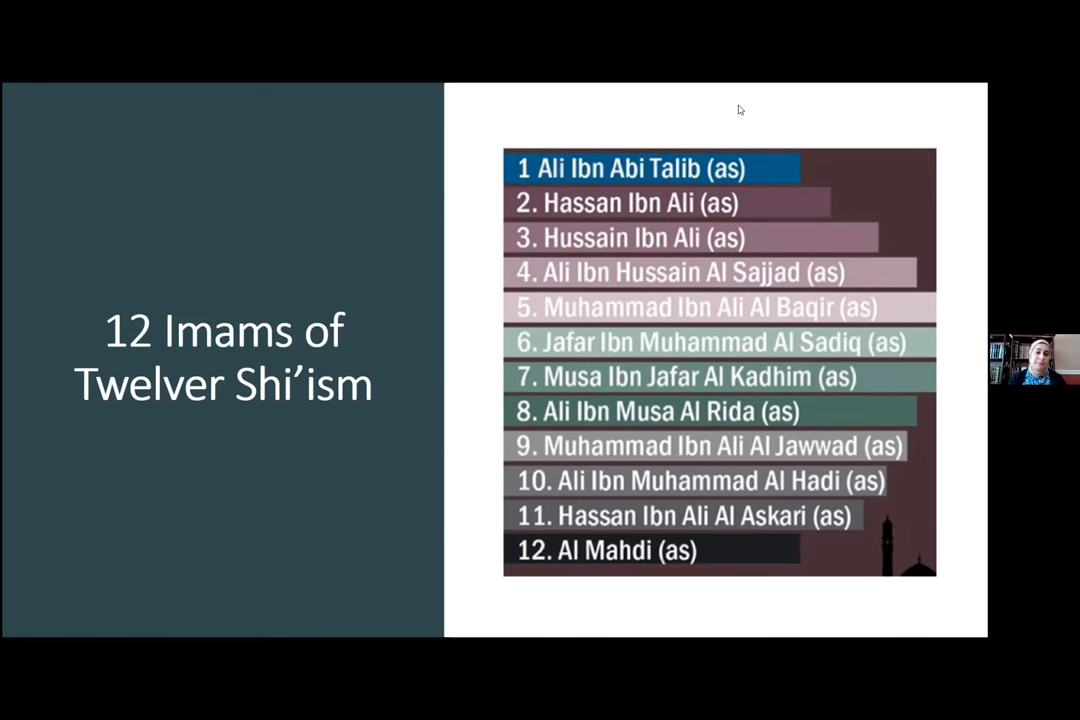 12 Imams of
Twelver Shi’ism
1 Ali Ibn Abi Talib (as)
2. Hassan Ibn Ali (as)
3. Hussain Ibn Ali (as)
4. Ali Ibn Hussain Al Sajjad (as)
5. Muhammad Ibn Ali Al Baqir (as)
6. Jafar Ibn Muhammad Al Sadiq (as)
7. Musa Ibn Jafar Al Kadhim (as)
8. Ali Ibn Musa Al Rida (as)
9. Muhammad Ibn Ali Al Jawwad (as)
10. Ali Ibn Muhammad Al Hadi (as)
11. Hassan Ibn Ali Al Askari (as)
12. Al Mahdi (as)